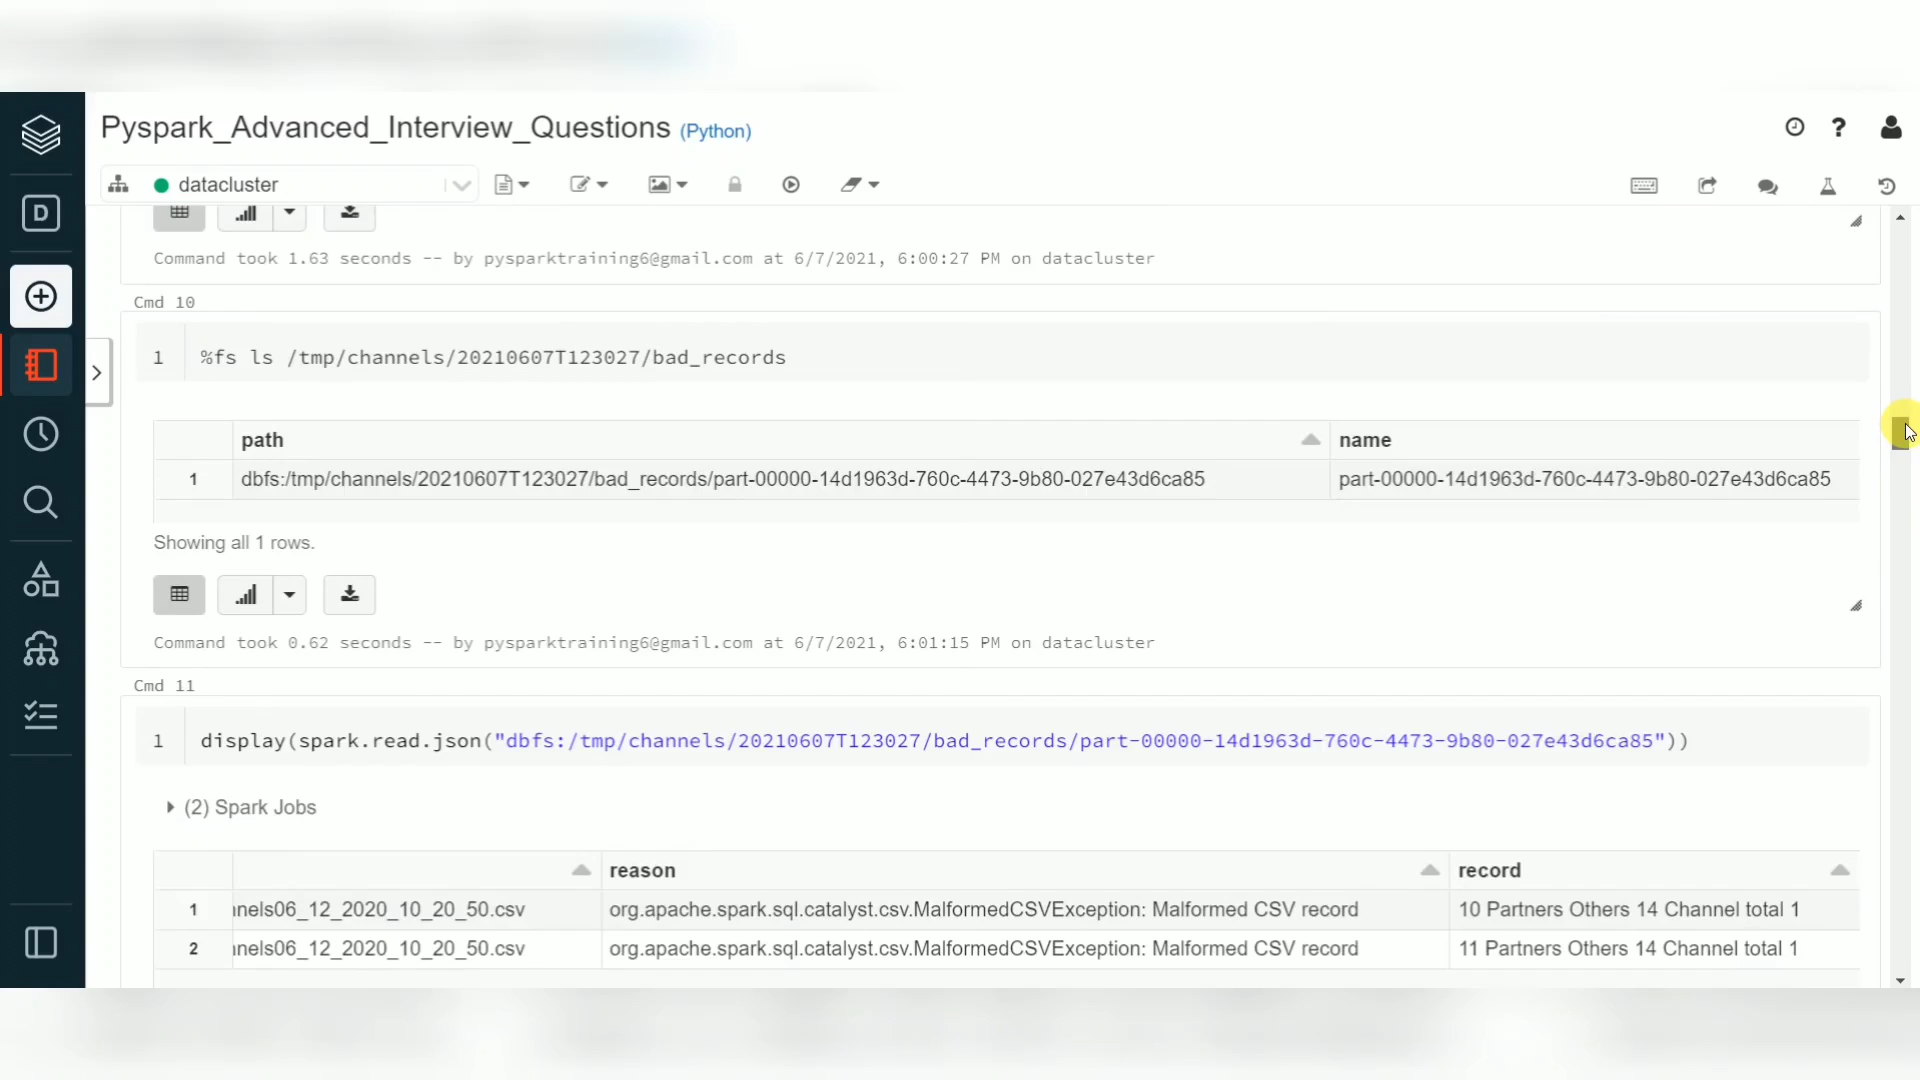 Pyspark_Advanced_Interview_Questions (Python)
datacluster
D
Command took 1.63 seconds -- by pysparktraining6@gmail.com at 6/7/2021, 6:00:27 PM on datacluster
Cmd 10
1 %fs ls /tmp/channels/20210607T123027/bad_records
path name
1 dbfs:/tmp/channels/20210607T123027/bad_records/part-00000-14d1963d-760c-4473-9b80-027e43d6ca85 part-00000-14d1963d-760c-4473-9b80-027e43d6ca85
Showing all 1 rows.
Command took 0.62 seconds -- by pysparktraining6@gmail.com at 6/7/2021, 6:01:15 PM on datacluster
Cmd 11
1 display(spark.read.json("dbfs:/tmp/channels/20210607T123027/bad_records/part-00000-14d1963d-760c-4473-9b80-027e43d6ca85"))
(2) Spark Jobs
reason record
1 nnels06_12_2020_10_20_50.csv org.apache.spark.sql.catalyst.csv.MalformedCSVException: Malformed CSV record 10 Partners Others 14 Channel total 1
2 nnels06_12_2020_10_20_50.csv org.apache.spark.sql.catalyst.csv.MalformedCSVException: Malformed CSV record 11 Partners Others 14 Channel total 1